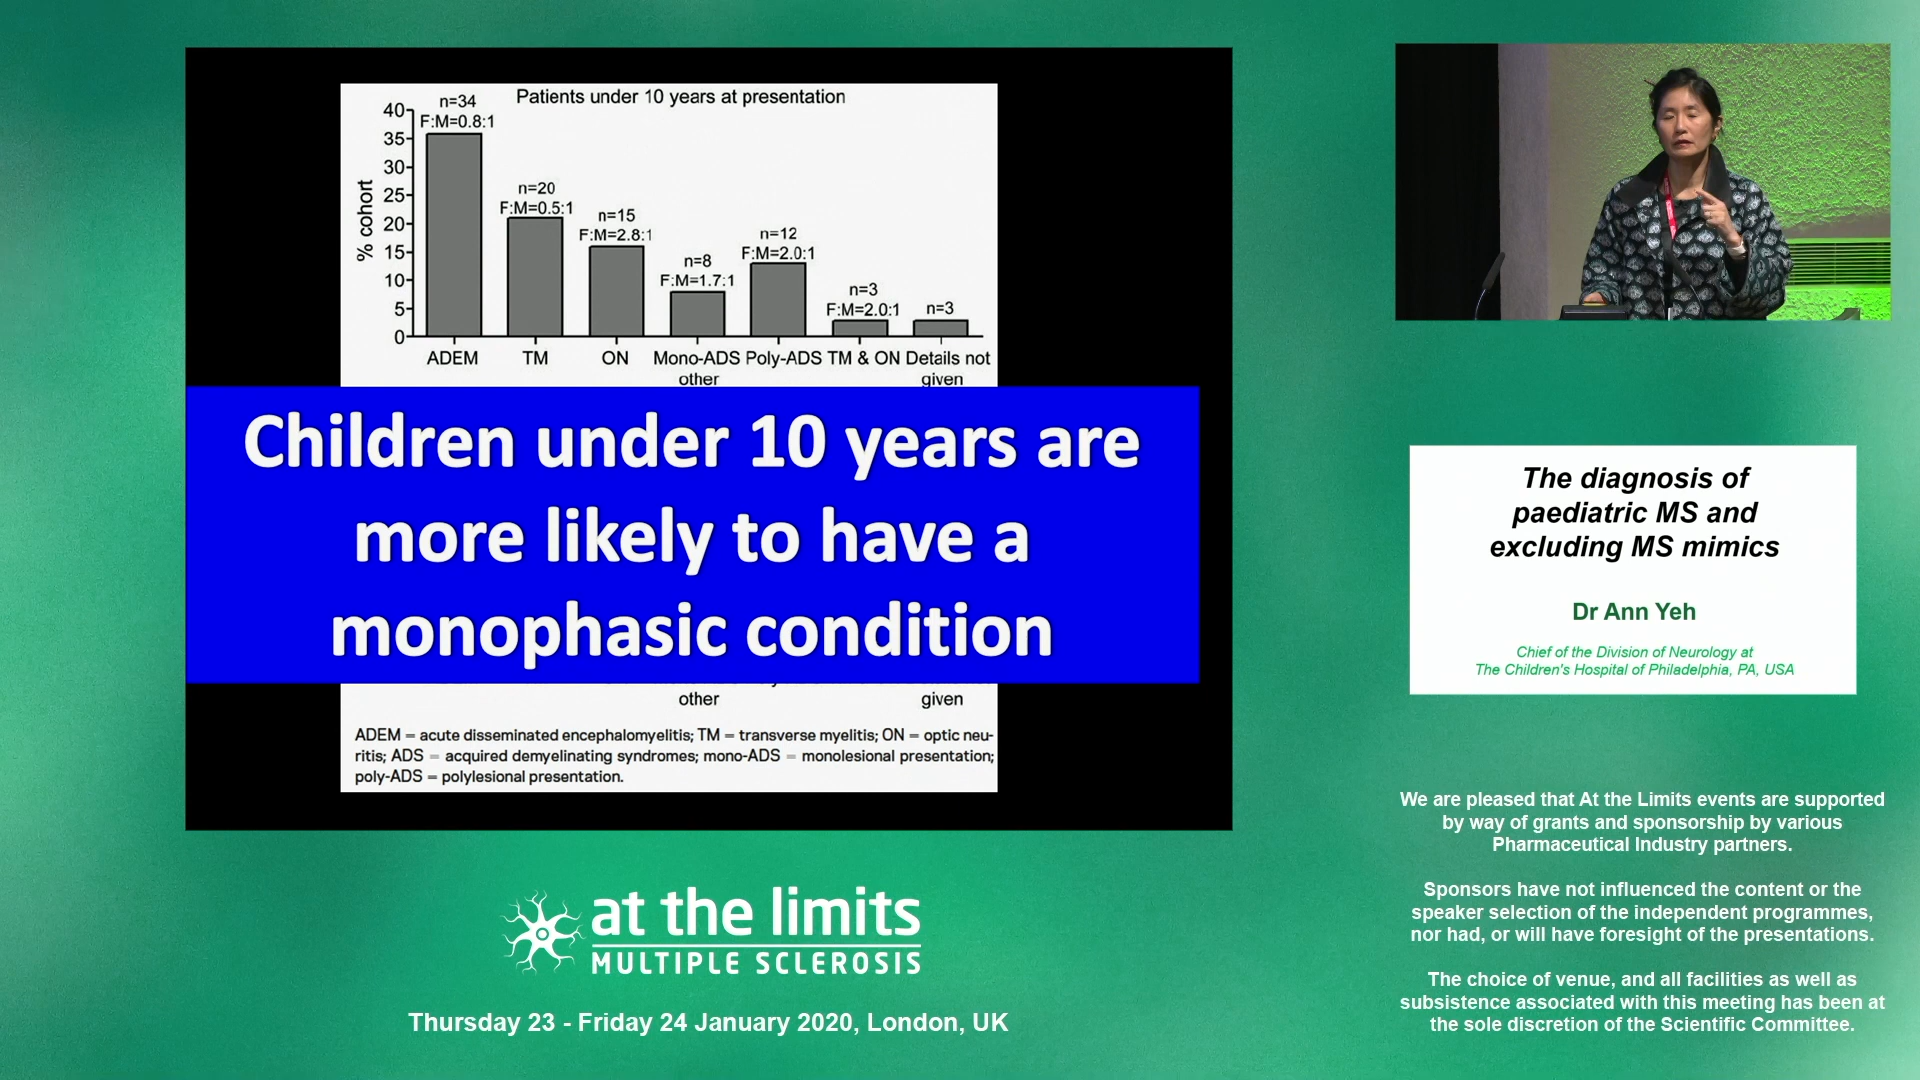 Patients under 10 years at presentation
n=34
F:M=0.8:1
n=20
F:M=0.5:1
n=15
F:M=2.8:1
n=8
F:M=1.7:1
n=12
F:M=2.0:1
n=3
F:M=2.0:1
n=3
% cohort
40
35
30
25
20
15
10
5
0
ADEM TM ON Mono-ADS Poly-ADS TM & ON Details not
other given
Children under 10 years are
more likely to have a
monophasic condition
other given
ADEM = acute disseminated encephalomyelitis; TM = transverse myelitis; ON = optic neu-
ritis; ADS = acquired demyelinating syndromes; mono-ADS = monolesional presentation;
poly-ADS = polylesional presentation.
at the limits
MULTIPLE SCLEROSIS
Thursday 23 - Friday 24 January 2020, London, UK
The diagnosis of
paediatric MS and
excluding MS mimics
Dr Ann Yeh
Chief of the Division of Neurology at
The Children's Hospital of Philadelphia, PA, USA
We are pleased that At the Limits events are supported
by way of grants and sponsorship by various
Pharmaceutical Industry partners.
Sponsors have not influenced the content or the
speaker selection of the independent programmes,
nor had, or will have foresight of the presentations.
The choice of venue, and all facilities as well as
subsistence associated with this meeting has been at
the sole discretion of the Scientific Committee.